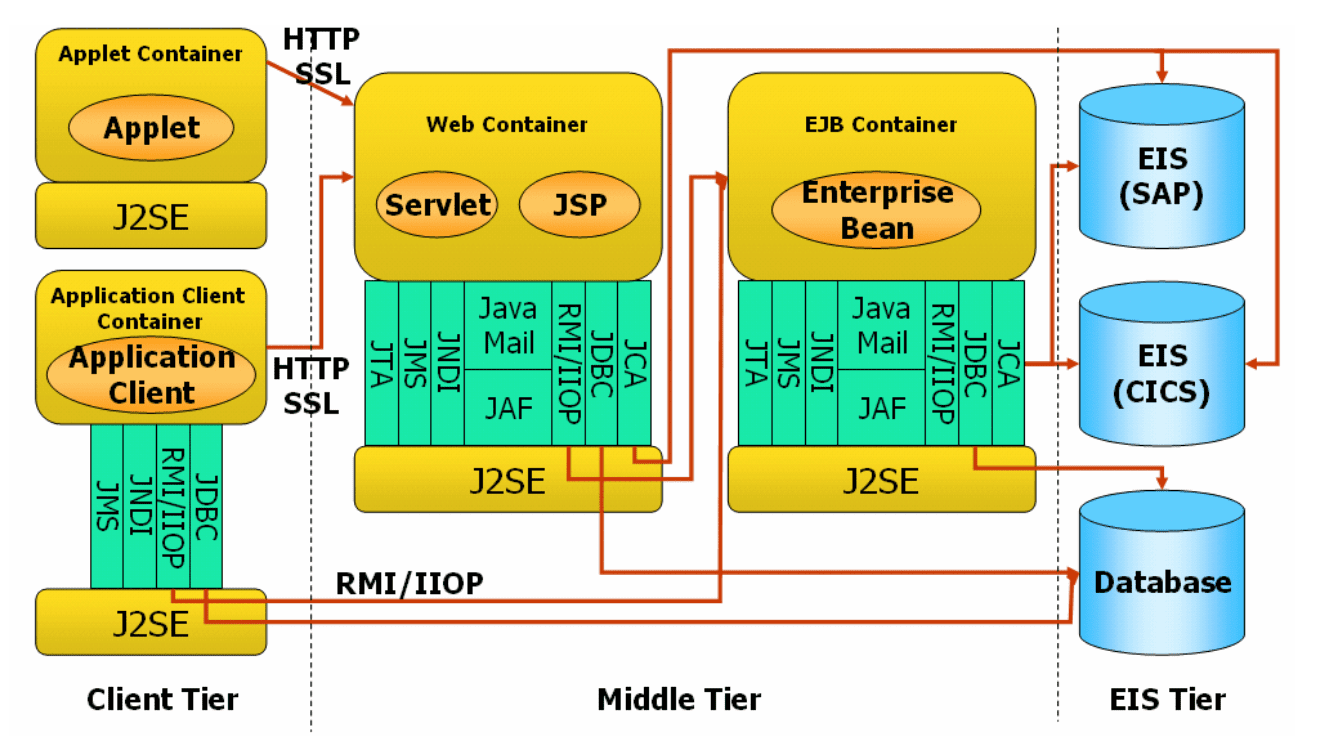 Applet Container
Applet
J2SE
HTTP
SSL
Application Client
Container
Application
Client
HTTP
SSL
JMS
JNDI
RMI/IIOP
JDBC
J2SE
Client Tier
Web Container
Servlet
JSP
JTA
JMS
JNDI
Java
Mail
JAF
RMI/IIOP
JDBC
JCA
J2SE
RMI/IIOP
EJB Container
Enterprise
Bean
JTA
JMS
JNDI
Java
Mail
JAF
RMI/IIOP
JDBC
JCA
J2SE
Middle Tier
EIS
(SAP)
EIS
(CICS)
Database
EIS Tier